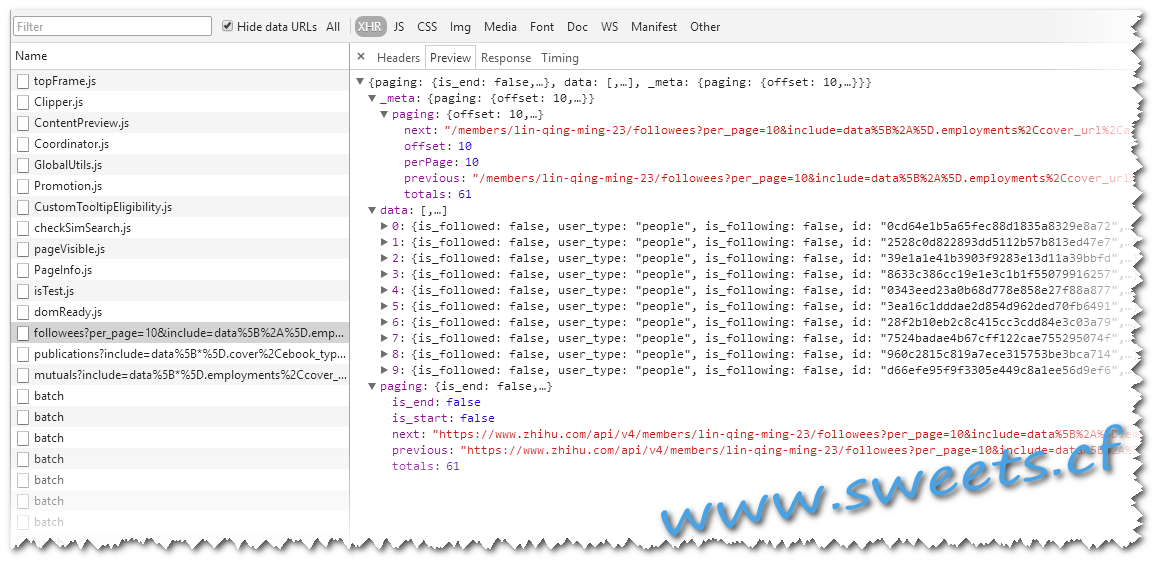 Filter Hide data URLs All XHR JS CSS Img Media Font Doc WS Manifest Other
Name
topFrame.js
Clipper.js
ContentPreview.js
Coordinator.js
GlobalUtils.js
Promotion.js
CustomTooltipEligibility.js
checkSimSearch.js
pageVisible.js
PageInfo.js
isTest.js
domReady.js
followees?per_page=10&include=data%5B%2A%5D.emp...
publications?include=data%5B*%5D.cover%2Cebook_typ...
mutuals?include=data%5B*%5D.employments%2Ccover_...
batch
batch
batch
batch
batch
batch
× Headers Preview Response Timing
▼{paging: {is_end: false,…}, data: [,…], _meta: {paging: {offset: 10,…}}}
▼_meta: {paging: {offset: 10,…}}
▼paging: {offset: 10,…}
next: "/members/lin-qing-ming-23/followees?per_page=10&include=data%5B%2A%5D.employments%2Ccover_url%2Ca
offset: 10
perPage: 10
previous: "/members/lin-qing-ming-23/followees?per_page=10&include=data%5B%2A%5D.employments%2Ccover_url
totals: 61
▼data: [,…]
▶0: {is_followed: false, user_type: "people", is_following: false, id: "0cd64e1b5a65fec88d1835a8329e8a72",…
▶1: {is_followed: false, user_type: "people", is_following: false, id: "2528c0d822893dd5112b57b813ed47e7",…
▶2: {is_followed: false, user_type: "people", is_following: false, id: "39e1a1e41b3903f9283e13d11a39bbfd",…
▶3: {is_followed: false, user_type: "people", is_following: false, id: "8633c386cc19e1e3c1b1f55079916257",…
▶4: {is_followed: false, user_type: "people", is_following: false, id: "0343eed23a0b68d778e858e27f88a877",…
▶5: {is_followed: false, user_type: "people", is_following: false, id: "3ea16c1dddae2d854d962ded70fb6491",…
▶6: {is_followed: false, user_type: "people", is_following: false, id: "28f2b10eb2c8c415cc3cdd84e3c03a79",…
▶7: {is_followed: false, user_type: "people", is_following: false, id: "7524badae4b67cff122cae755295074f",…
▶8: {is_followed: false, user_type: "people", is_following: false, id: "960c2815c819a7ece315753be3bca714",…
▶9: {is_followed: false, user_type: "people", is_following: false, id: "d66efe95f9f3305e449c8a1ee56d9ef6",…
▼paging: {is_end: false,…}
is_end: false
is_start: false
next: "https://www.zhihu.com/api/v4/members/lin-qing-ming-23/followees?per_page=10&include=data%5B%2A%5D
previous: "https://www.zhihu.com/api/v4/members/lin-qing-ming-23/followees?per_page=10&include=data%5B%
totals: 61
www.sweets.cf